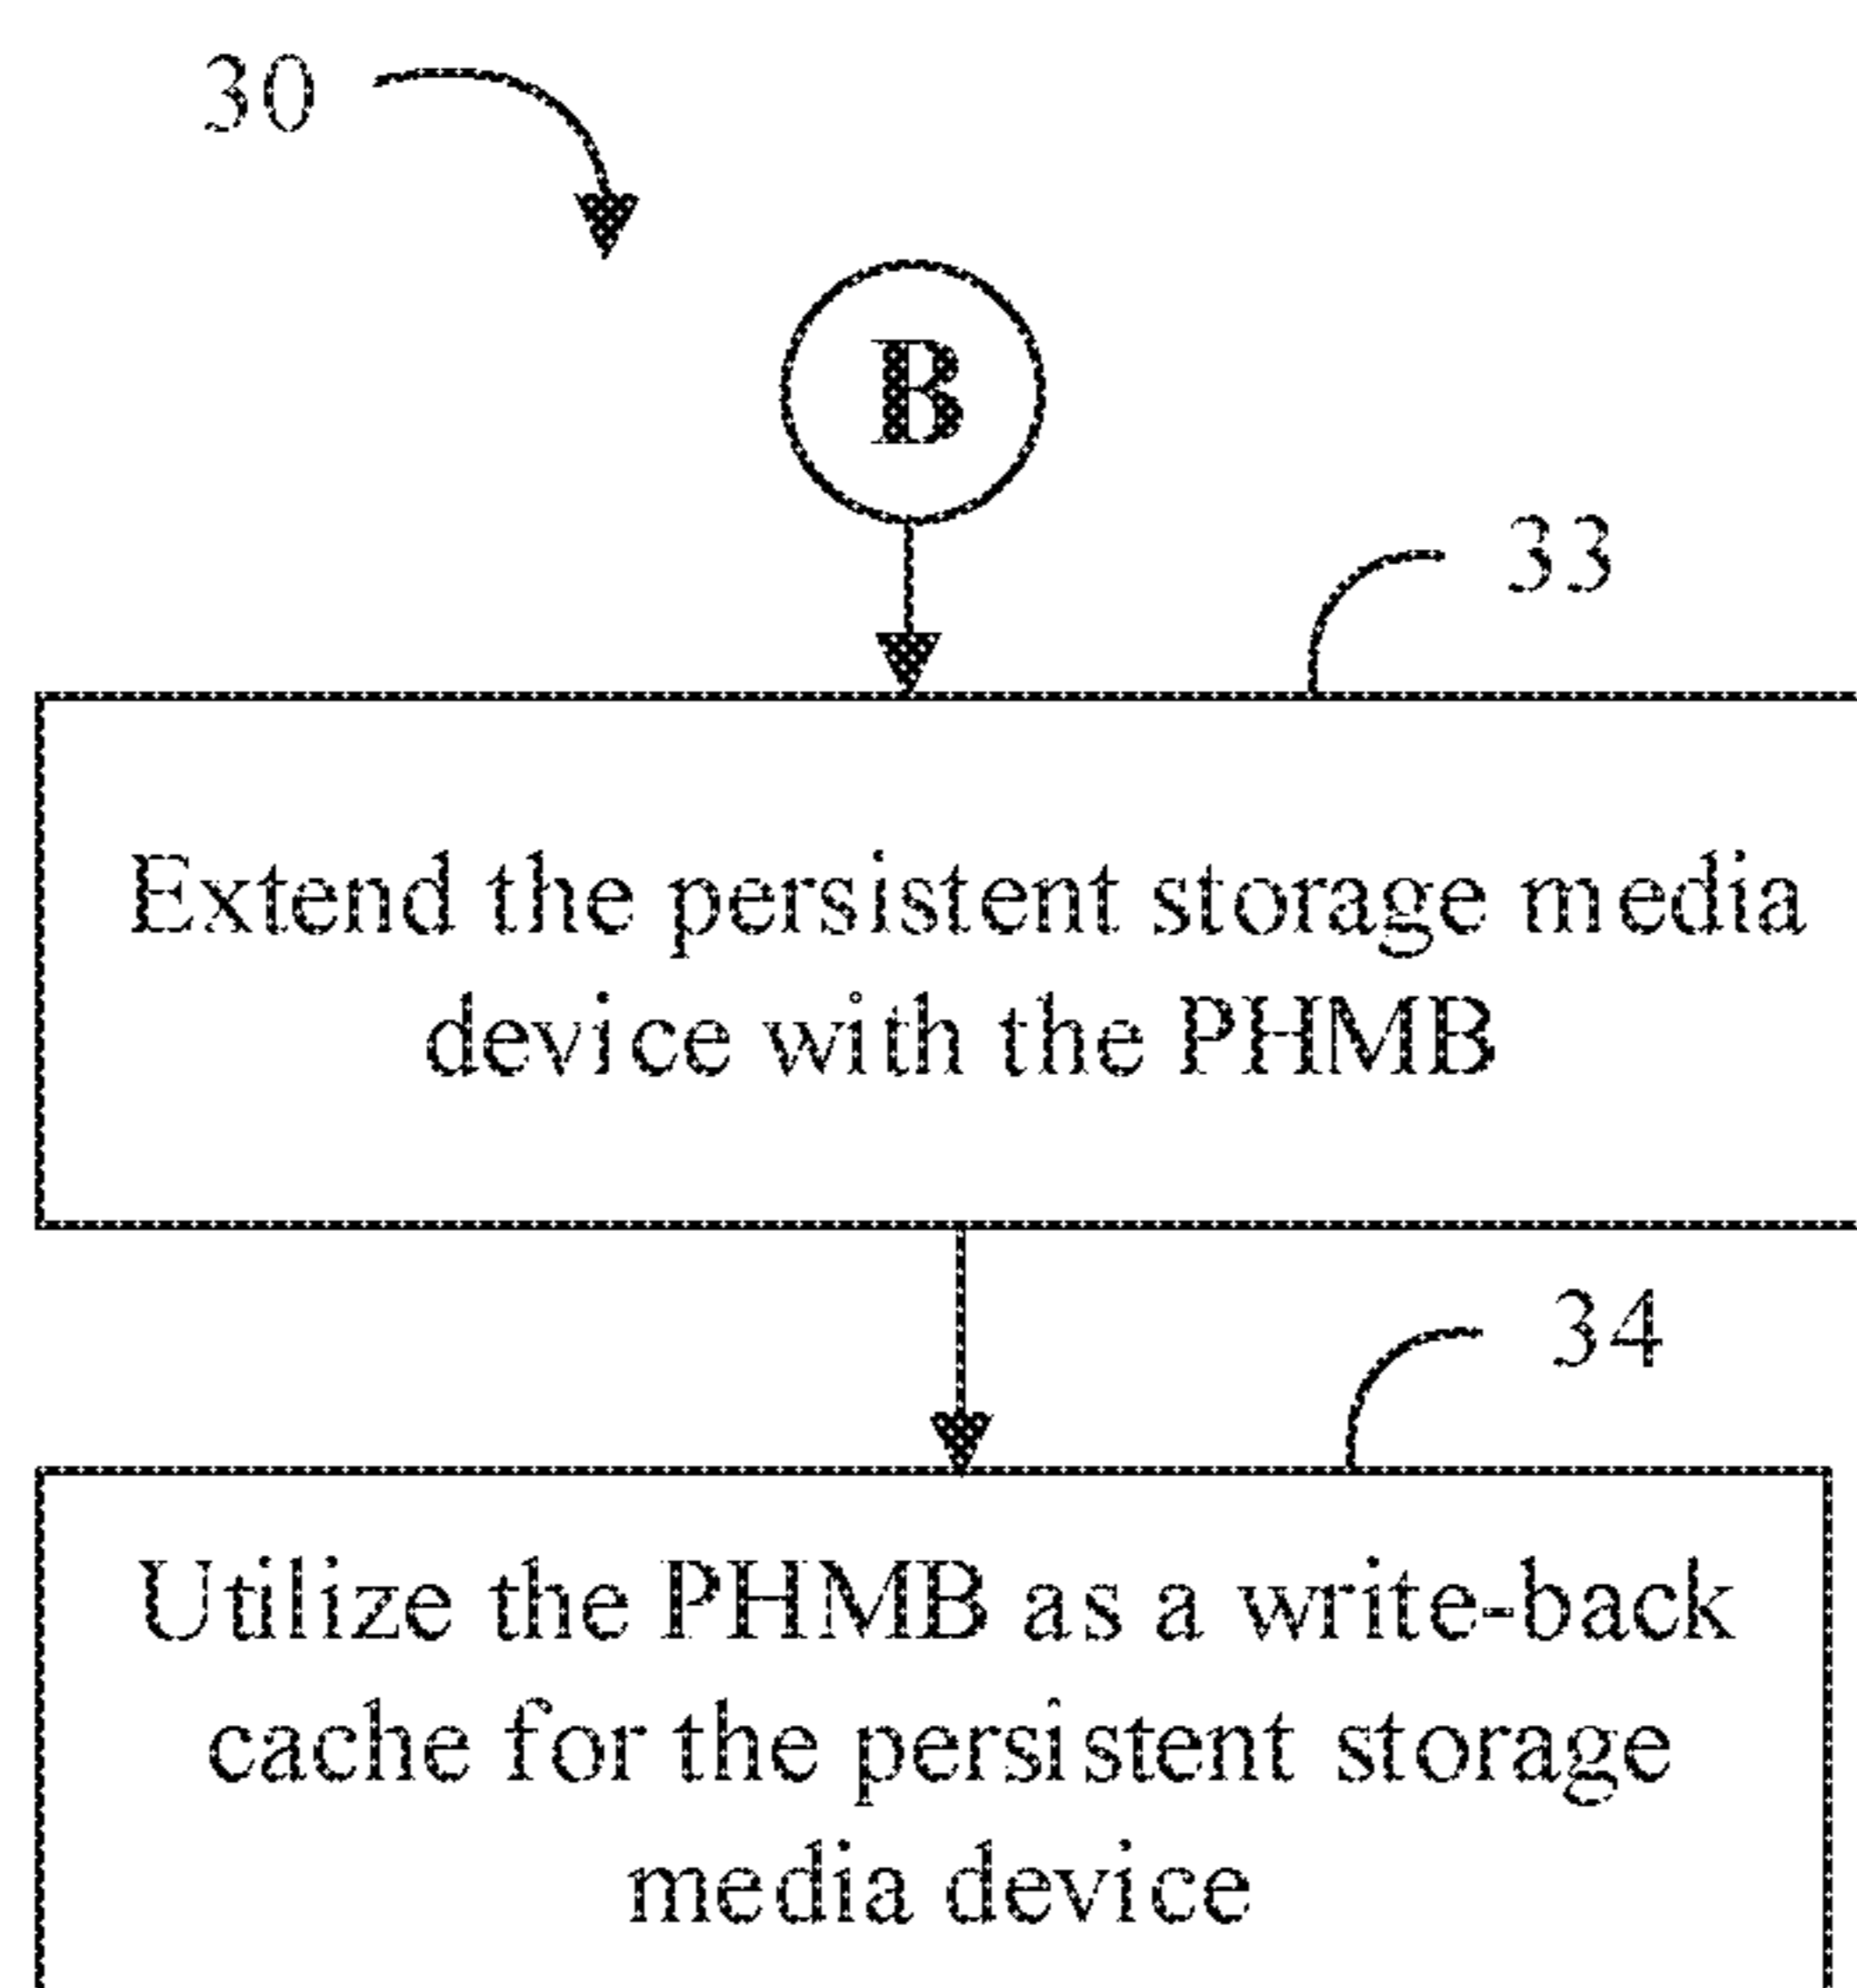 30
B
33
Extend the persistent storage media
device with the PHMB
34
Utilize the PHMB as a write-back
cache for the persistent storage
media device